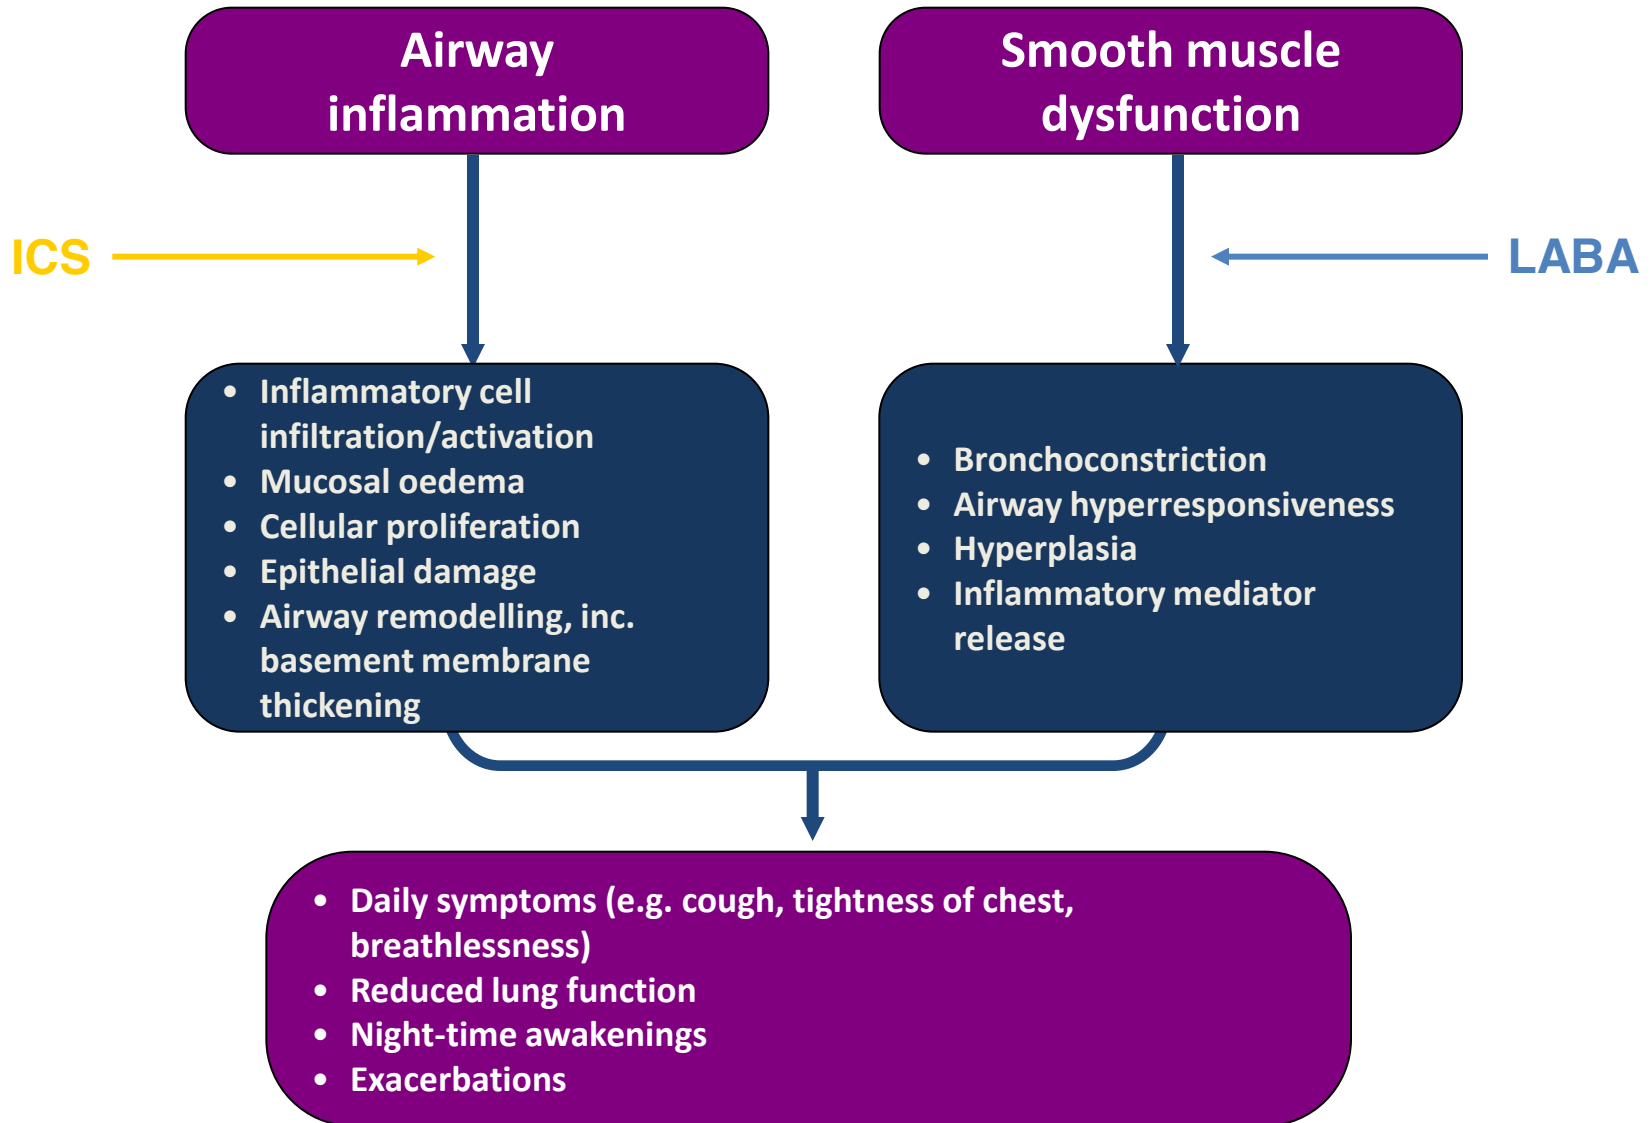 Airway
inflammation
Smooth muscle
dysfunction
ICS
LABA
• Inflammatory cell
infiltration/activation
• Mucosal oedema
• Cellular proliferation
• Epithelial damage
• Airway remodelling, inc.
basement membrane
thickening
• Bronchoconstriction
• Airway hyperresponsiveness
• Hyperplasia
• Inflammatory mediator
release
• Daily symptoms (e.g. cough, tightness of chest,
breathlessness)
• Reduced lung function
• Night-time awakenings
• Exacerbations